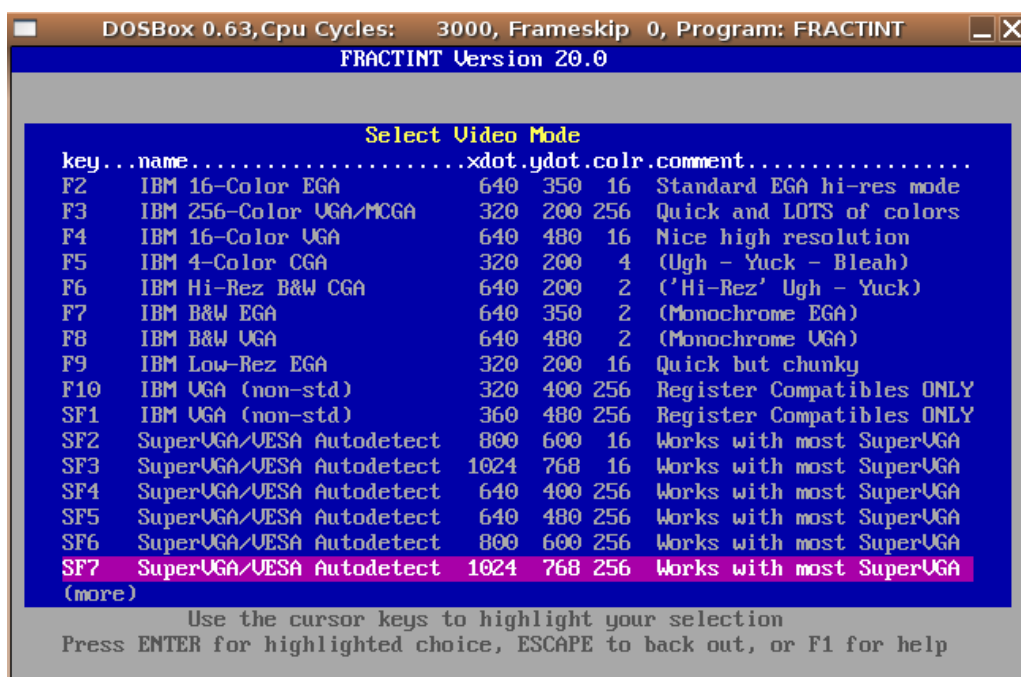 DOSBox 0.63,Cpu Cycles:    3000, Frameskip  0, Program: FRACTINT
FRACTINT Version 20.0
Select Video Mode
key...name......................xdot.ydot.colr.comment..................
F2    IBM 16-Color EGA           640  350  16  Standard EGA hi-res mode
F3    IBM 256-Color VGA/MCGA     320  200 256  Quick and LOTS of colors
F4    IBM 16-Color VGA           640  480  16  Nice high resolution
F5    IBM 4-Color CGA            320  200   4  (Ugh - Yuck - Bleah)
F6    IBM Hi-Rez B&W CGA         640  200   2  ('Hi-Rez' Ugh - Yuck)
F7    IBM B&W EGA                640  350   2  (Monochrome EGA)
F8    IBM B&W VGA                640  480   2  (Monochrome VGA)
F9    IBM Low-Rez EGA            320  200  16  Quick but chunky
F10   IBM VGA (non-std)          320  400 256  Register Compatibles ONLY
SF1   IBM VGA (non-std)          360  480 256  Register Compatibles ONLY
SF2   SuperVGA/VESA Autodetect   800  600  16  Works with most SuperVGA
SF3   SuperVGA/VESA Autodetect  1024  768  16  Works with most SuperVGA
SF4   SuperVGA/VESA Autodetect   640  400 256  Works with most SuperVGA
SF5   SuperVGA/VESA Autodetect   640  480 256  Works with most SuperVGA
SF6   SuperVGA/VESA Autodetect   800  600 256  Works with most SuperVGA
SF7   SuperVGA/VESA Autodetect  1024  768 256  Works with most SuperVGA
(more)
Use the cursor keys to highlight your selection
Press ENTER for highlighted choice, ESCAPE to back out, or F1 for help